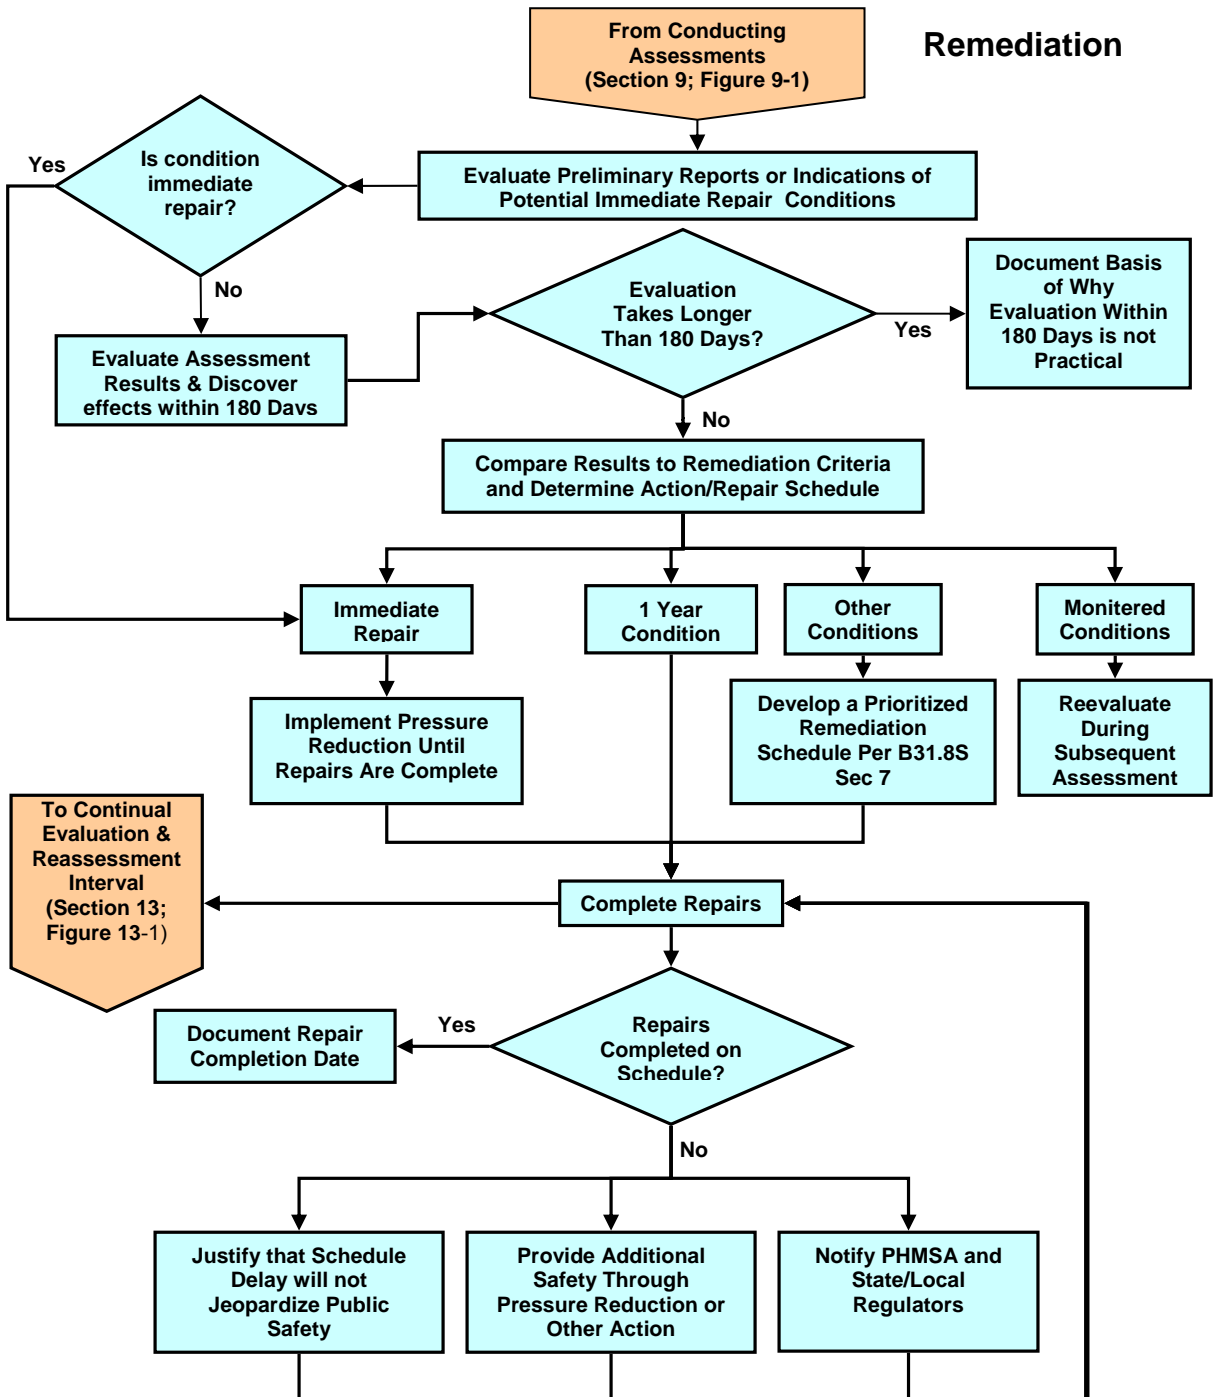 From Conducting
Assessments
(Section 9; Figure 9-1)
Remediation
Yes
Is condition
immediate
repair?
Evaluate Preliminary Reports or Indications of
Potential Immediate Repair Conditions
No
Evaluation
Takes Longer
Than 180 Days?
Yes
Document Basis
of Why
Evaluation Within
180 Days is not
Practical
Evaluate Assessment
Results & Discover
effects within 180 Days
No
Compare Results to Remediation Criteria
and Determine Action/Repair Schedule
Immediate
Repair
1 Year
Condition
Other
Conditions
Monitered
Conditions
Implement Pressure
Reduction Until
Repairs Are Complete
Develop a Prioritized
Remediation
Schedule Per B31.8S
Sec 7
Reevaluate
During
Subsequent
Assessment
To Continual
Evaluation &
Reassessment
Interval
(Section 13;
Figure 13-1)
Complete Repairs
Document Repair
Completion Date
Yes
Repairs
Completed on
Schedule?
No
Justify that Schedule
Delay will not
Jeopardize Public
Safety
Provide Additional
Safety Through
Pressure Reduction or
Other Action
Notify PHMSA and
State/Local
Regulators